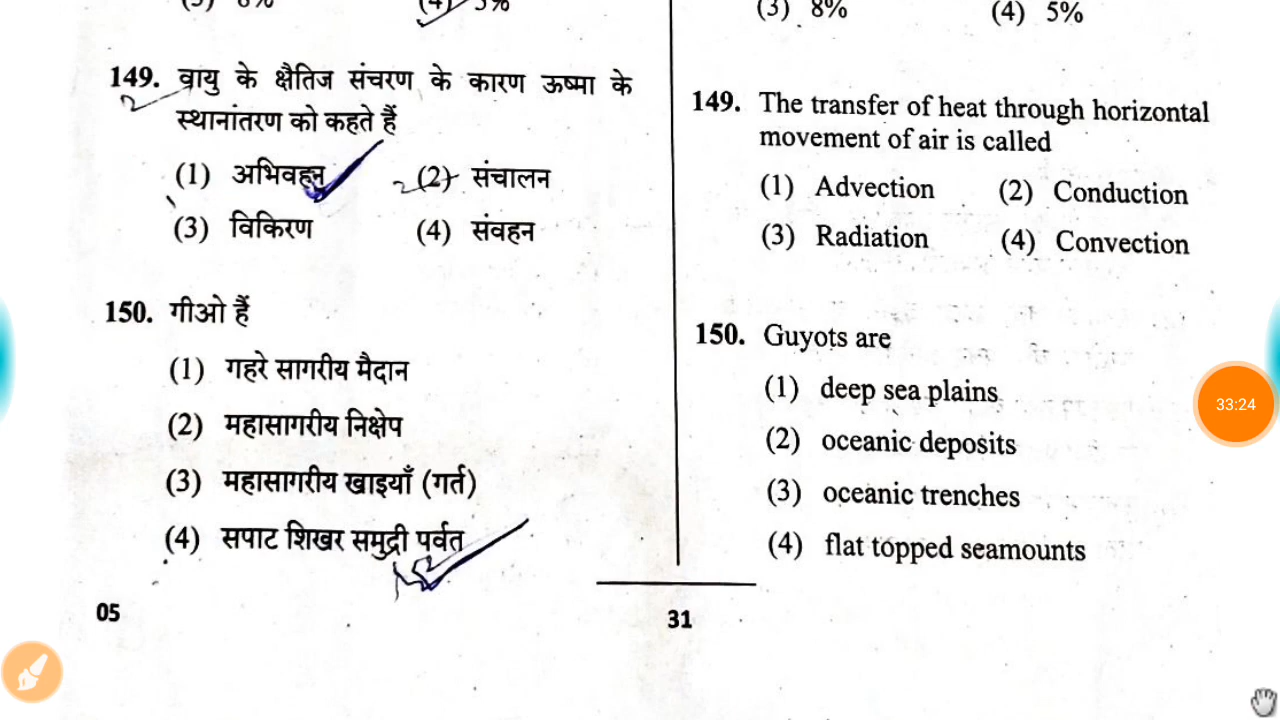 (3) 8%
(4) 5%
149. वायु के क्षैतिज संचरण के कारण ऊष्मा के
स्थानांतरण को कहते हैं
(1) अभिवहन (2) संचालन
(3) विकिरण (4) संवहन
150. गीओ हैं
(1) गहरे सागरीय मैदान
(2) महासागरीय निक्षेप
(3) महासागरीय खाइयाँ (गर्त)
(4) सपाट शिखर समुद्री पर्वत
05
(3) 8% (4) 5%
149. The transfer of heat through horizontal
movement of air is called
(1) Advection (2) Conduction
(3) Radiation (4) Convection
150. Guyots are
(1) deep sea plains
(2) oceanic deposits
(3) oceanic trenches
(4) flat topped seamounts
31
33:24